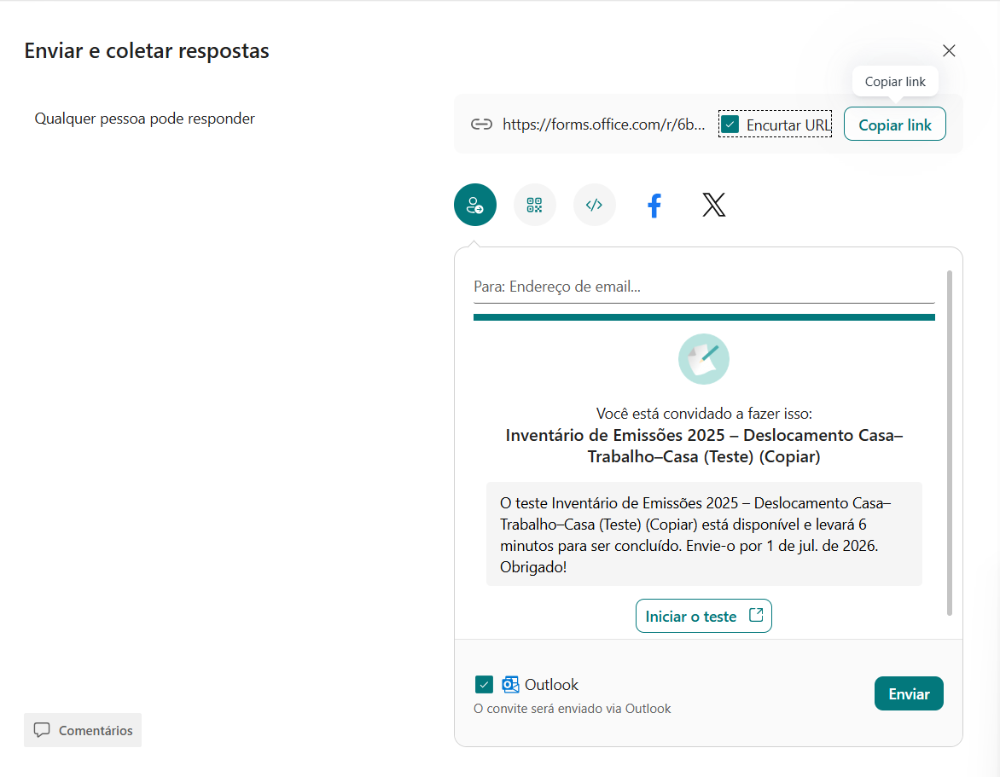 Enviar e coletar respostas
Copiar link
Qualquer pessoa pode responder
https://forms.office.com/r/6b... Encurtar URL Copiar link
Para: Endereço de email...
Você está convidado a fazer isso:
Inventário de Emissões 2025 – Deslocamento Casa–
Trabalho–Casa (Teste) (Copiar)
O teste Inventário de Emissões 2025 – Deslocamento Casa–
Trabalho–Casa (Teste) (Copiar) está disponível e levará 6
minutos para ser concluído. Envie-o por 1 de jul. de 2026.
Obrigado!
Iniciar o teste
Outlook
O convite será enviado via Outlook
Enviar
Comentários